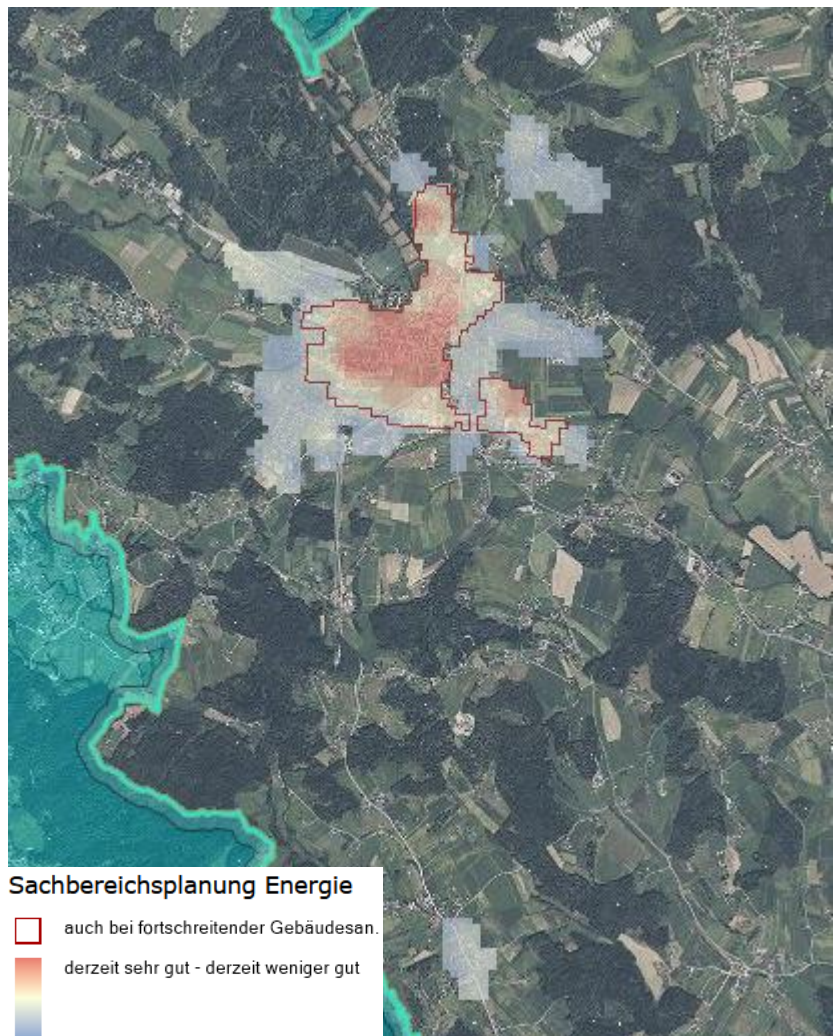 Sachbereichsplanung Energie
auch bei fortschreitender Gebäudesan.
derzeit sehr gut - derzeit weniger gut